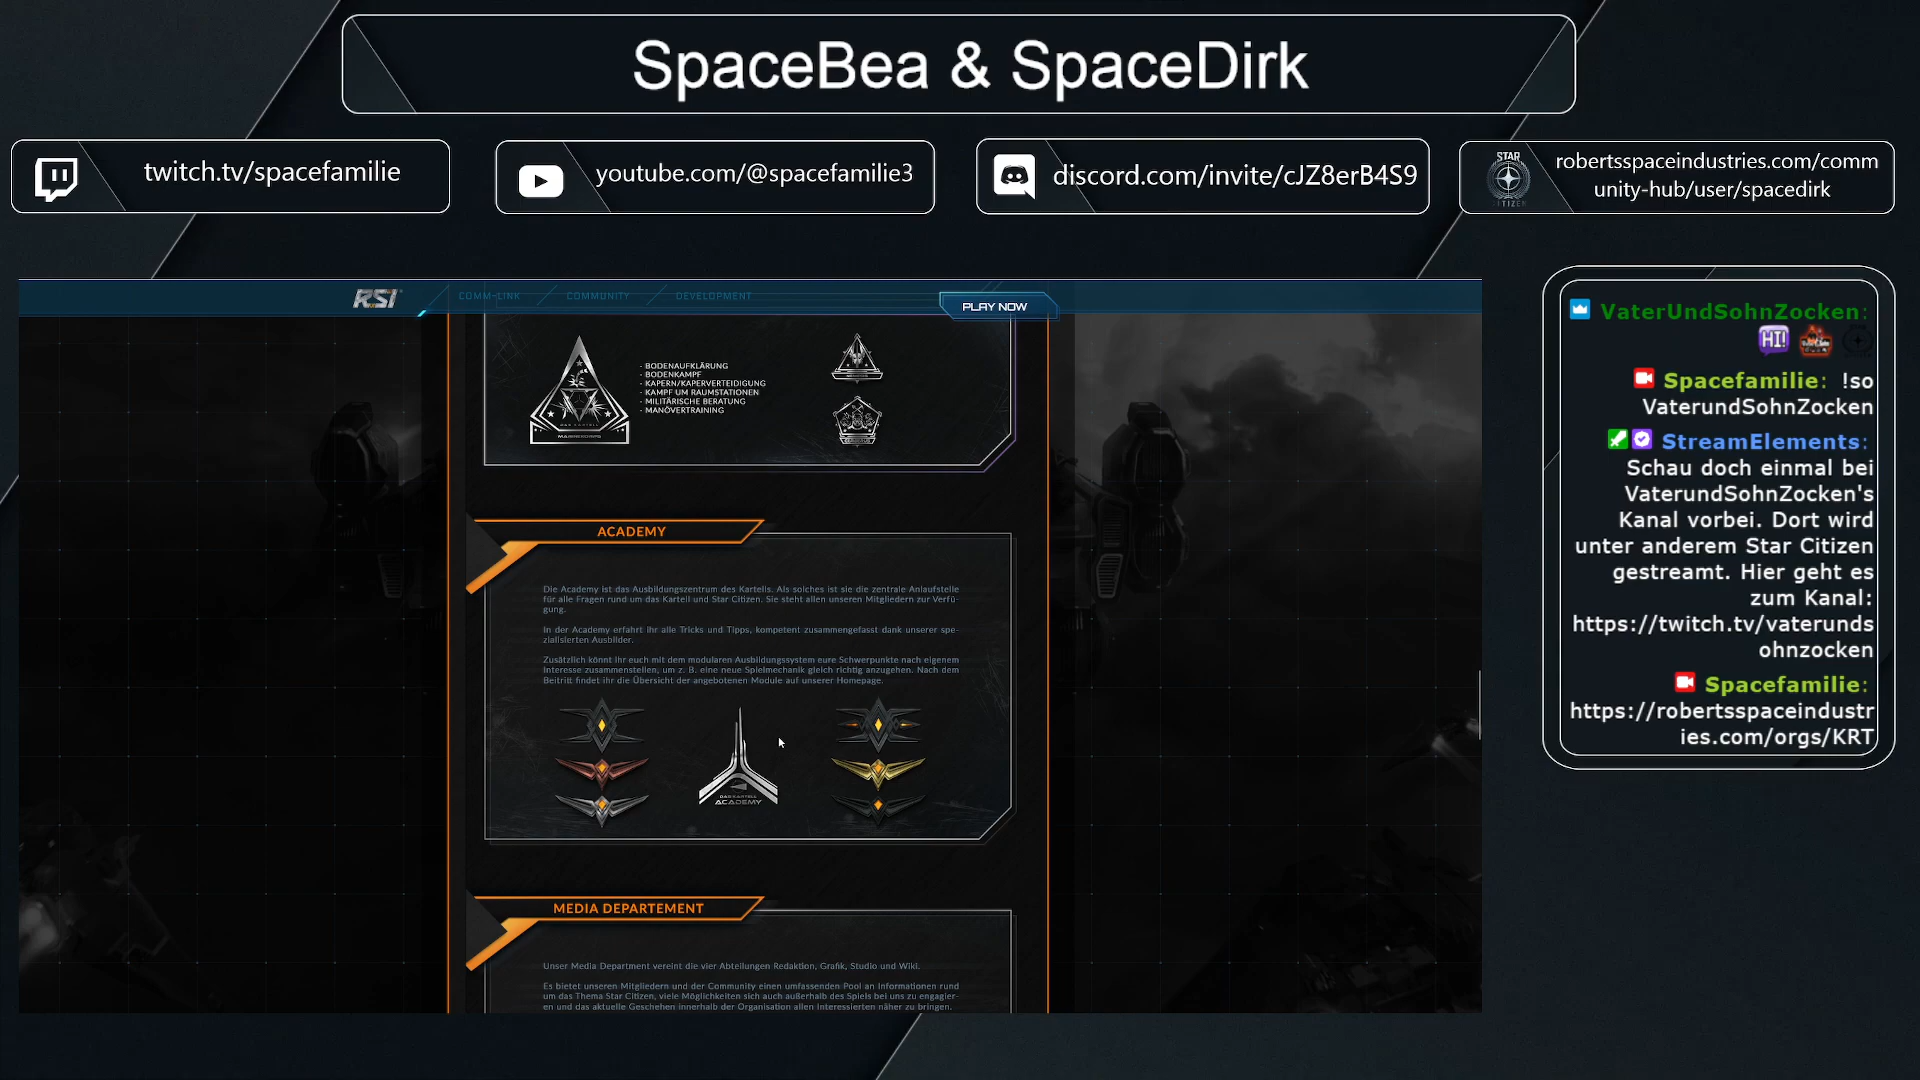 SpaceBea & SpaceDirk
twitch.tv/spacefamilie
youtube.com/@spacefamilie3
discord.com/invite/cJZ8erB4S9
STAR
CITIZEN
robertsspaceindustries.com/comm
unity-hub/user/spacedirk
RSI
COMM-LINK
COMMUNITY
DEVELOPMENT
PLAY NOW
- BODENAUFKLÄRUNG
- BODENKAMPF
- KAPERN/KAPERVERTEIDIGUNG
- KAMPF UM RAUMSTATIONEN
- MILITÄRISCHE BERATUNG
- MANÖVERTRAINING
DAS KARTELL
ACADEMY
Die Academy ist das Ausbildungszentrum des Kartells. Als solches ist sie die zentrale Anlaufstelle
für alle Fragen rund um das Kartell und Star Citizen. Sie steht allen unseren Mitgliedern zur Verfü-
gung.
In der Academy erfahrt ihr alle Tricks und Tipps, kompetent zusammengefasst dank unserer spe-
zialisierten Ausbilder.
Zusätzlich könnt ihr euch mit dem modularen Ausbildungssystem eure Schwerpunkte nach eigenem
Interesse zusammenstellen, um z. B. eine neue Spielmechanik gleich richtig anzugehen. Nach dem
Beitritt findet ihr die Übersicht der angebotenen Module auf unserer Homepage.
DAS KARTELL
ACADEMY
MEDIA DEPARTEMENT
Unser Media Department vereint die vier Abteilungen Redaktion, Grafik, Studio und Wiki.
Es bietet unseren Mitgliedern und der Community einen umfassenden Pool an Informationen rund
um das Thema Star Citizen, viele Möglichkeiten sich auch außerhalb des Spiels bei uns zu engagier-
en und das aktuelle Geschehen innerhalb der Organisation allen Interessierten näher zu bringen.
VaterUndSohnZocken:
HI!
Spacefamilie: !so
VaterundSohnZocken
StreamElements:
Schau doch einmal bei
VaterundSohnZocken's
Kanal vorbei. Dort wird
unter anderem Star Citizen
gestreamt. Hier geht es
zum Kanal:
https://twitch.tv/vaterunds
ohnzocken
Spacefamilie:
https://robertsspaceindustr
ies.com/orgs/KRT